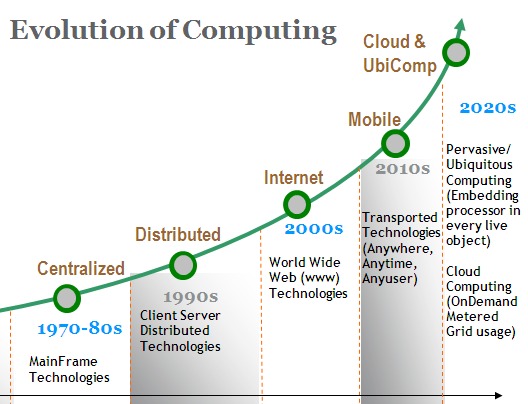 Evolution of Computing
Cloud &
UbiComp
2020s
Pervasive/
Ubiquitous
Computing
(Embedding
processor in
every live
object)
Cloud
Computing
(OnDemand
Metered
Grid usage)
Mobile
2010s
Transported
Technologies
(Anywhere,
Anytime,
Anyuser)
Internet
2000s
World Wide
Web (www)
Technologies
Distributed
1990s
Client Server
Distributed
Technologies
Centralized
1970-80s
MainFrame
Technologies